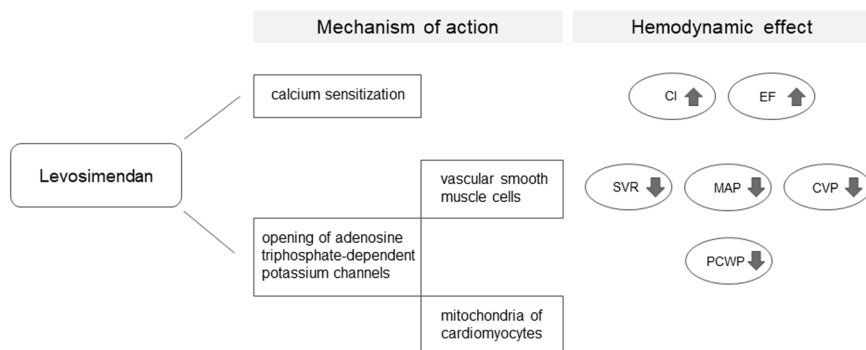 Mechanism of action
Hemodynamic effect
calcium sensitization
CI
EF
Levosimendan
vascular smooth
muscle cells
SVR
MAP
CVP
opening of adenosine
triphosphate-dependent
potassium channels
PCWP
mitochondria of
cardiomyocytes